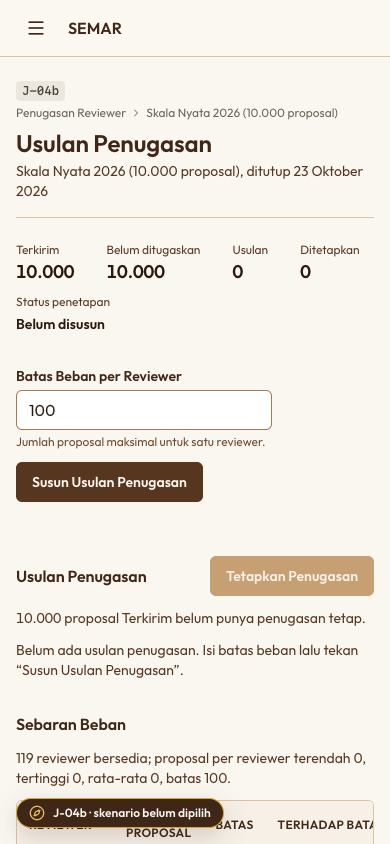 SEMAR
J-04b
Penugasan Reviewer > Skala Nyata 2026 (10.000 proposal)
Usulan Penugasan
Skala Nyata 2026 (10.000 proposal), ditutup 23 Oktober
2026
Terkirim Belum ditugaskan Usulan Ditetapkan
10.000 10.000 0 0
Status penetapan
Belum disusun
Batas Beban per Reviewer
100
Jumlah proposal maksimal untuk satu reviewer.
Susun Usulan Penugasan
Usulan Penugasan Tetapkan Penugasan
10.000 proposal Terkirim belum punya penugasan tetap.
Belum ada usulan penugasan. Isi batas beban lalu tekan
“Susun Usulan Penugasan”.
Sebaran Beban
119 reviewer bersedia; proposal per reviewer terendah 0,
tertinggi 0, rata-rata 0, batas 100.
J-04b · skenario belum dipilih
PROPOSAL BATAS TERHADAP BATA